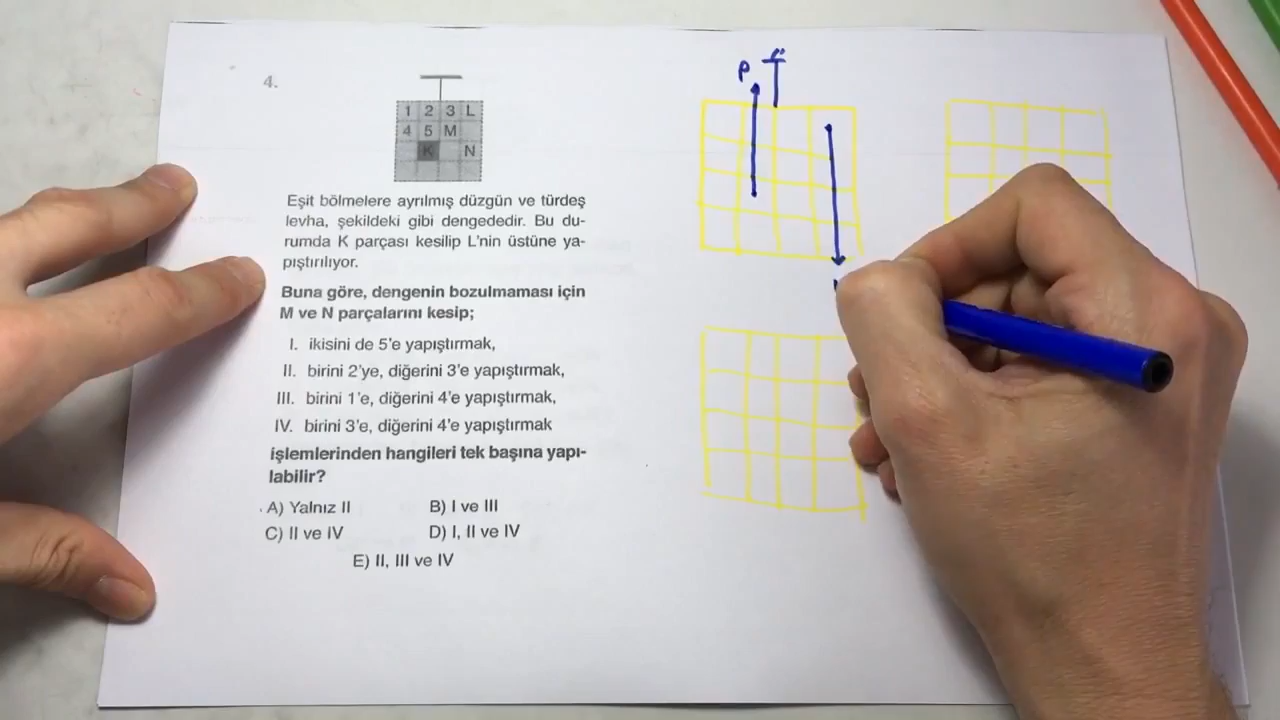 4.
1 2 3 L
4 5 M
K N
Eşit bölmelere ayrılmış düzgün ve türdeş
levha, şekildeki gibi dengededir. Bu du-
rumda K parçası kesilip L'nin üstüne ya-
pıştırılıyor.
Buna göre, dengenin bozulmaması için
M ve N parçalarını kesip;
I. ikisini de 5'e yapıştırmak,
II. birini 2'ye, diğerini 3'e yapıştırmak,
III. birini 1'e, diğerini 4'e yapıştırmak,
IV. birini 3'e, diğerini 4'e yapıştırmak
işlemlerinden hangileri tek başına yapı-
labilir?
A) Yalnız II B) I ve III
C) II ve IV D) I, II ve IV
E) II, III ve IV
P